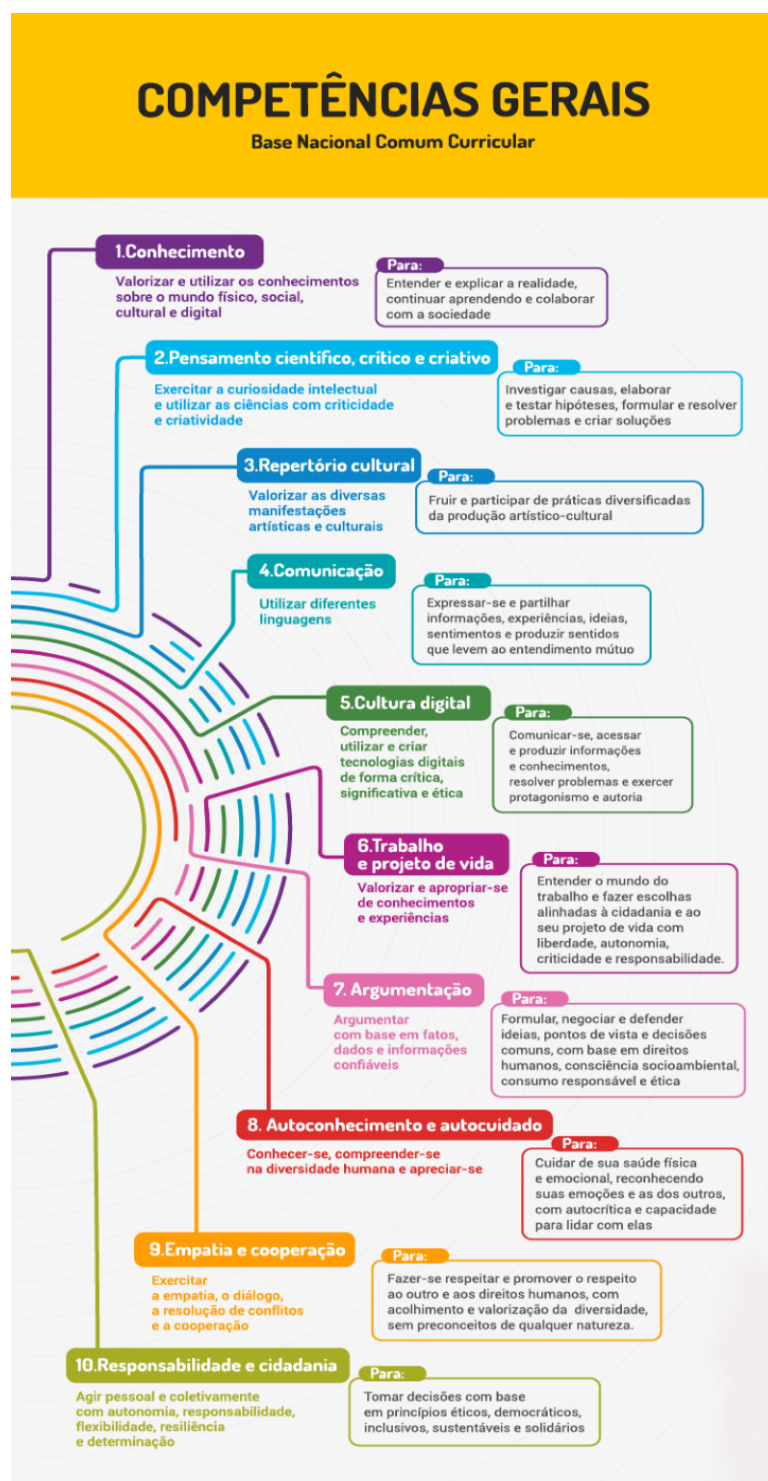 COMPETÊNCIAS GERAIS
Base Nacional Comum Curricular
1.Conhecimento
Valorizar e utilizar os conhecimentos
sobre o mundo físico, social,
cultural e digital
Para:
Entender e explicar a realidade,
continuar aprendendo e colaborar
com a sociedade
2.Pensamento científico, crítico e criativo
Exercitar a curiosidade intelectual
e utilizar as ciências com criticidade
e criatividade
Para:
Investigar causas, elaborar
e testar hipóteses, formular e resolver
problemas e criar soluções
3.Repertório cultural
Valorizar as diversas
manifestações
artísticas e culturais
Para:
Fruir e participar de práticas diversificadas
da produção artístico-cultural
4.Comunicação
Utilizar diferentes
linguagens
Para:
Expressar-se e partilhar
informações, experiências, ideias,
sentimentos e produzir sentidos
que levem ao entendimento mútuo
5.Cultura digital
Compreender,
utilizar e criar
tecnologias digitais
de forma crítica,
significativa e ética
Para:
Comunicar-se, acessar
e produzir informações
e conhecimentos,
resolver problemas e exercer
protagonismo e autoria
6.Trabalho
e projeto de vida
Valorizar e apropriar-se
de conhecimentos
e experiências
Para:
Entender o mundo do
trabalho e fazer escolhas
alinhadas à cidadania e ao
seu projeto de vida com
liberdade, autonomia,
criticidade e responsabilidade.
7. Argumentação
Argumentar
com base em fatos,
dados e informações
confiáveis
Para:
Formular, negociar e defender
ideias, pontos de vista e decisões
comuns, com base em direitos
humanos, consciência socioambiental,
consumo responsável e ética
8. Autoconhecimento e autocuidado
Conhecer-se, compreender-se
na diversidade humana e apreciar-se
Para:
Cuidar de sua saúde física
e emocional, reconhecendo
suas emoções e as dos outros,
com autocrítica e capacidade
para lidar com elas
9.Empatia e cooperação
Exercitar
a empatia, o diálogo,
a resolução de conflitos
e a cooperação
Para:
Fazer-se respeitar e promover o respeito
ao outro e aos direitos humanos, com
acolhimento e valorização da diversidade,
sem preconceitos de qualquer natureza.
10.Responsabilidade e cidadania
Agir pessoal e coletivamente
com autonomia, responsabilidade,
flexibilidade, resiliência
e determinação
Para:
Tomar decisões com base
em princípios éticos, democráticos,
inclusivos, sustentáveis e solidários